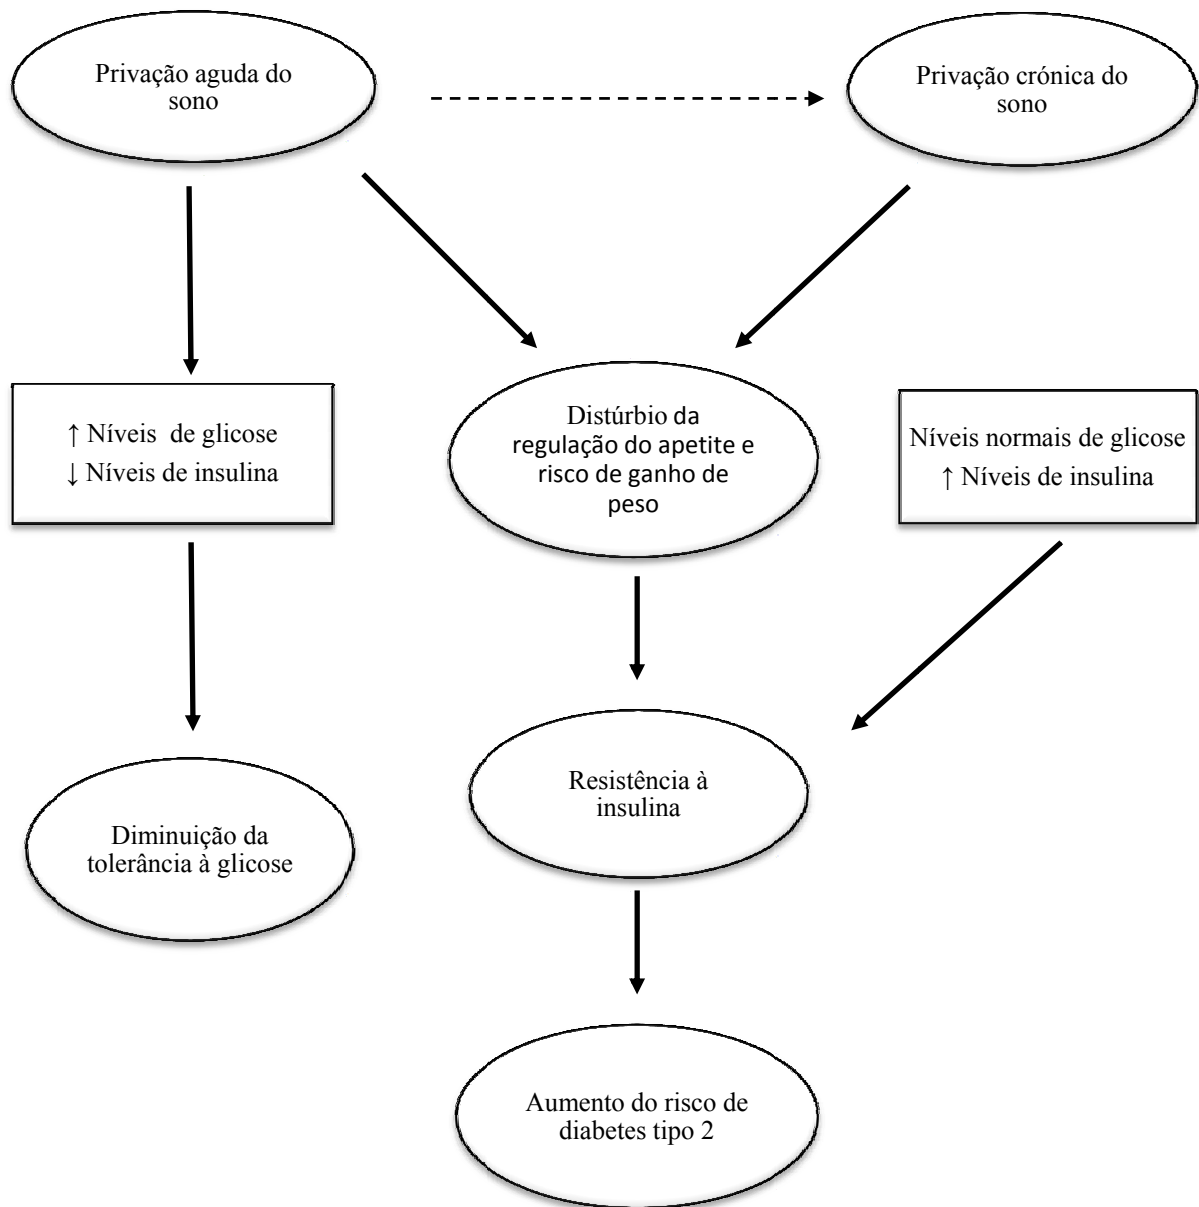 Privação aguda do
sono
Privação crónica do
sono
↑ Níveis de glicose
↓ Níveis de insulina
Distúrbio da
regulação do apetite e
risco de ganho de
peso
Níveis normais de glicose
↑ Níveis de insulina
Resistência à
insulina
Diminuição da
tolerância à glicose
Aumento do risco de
diabetes tipo 2